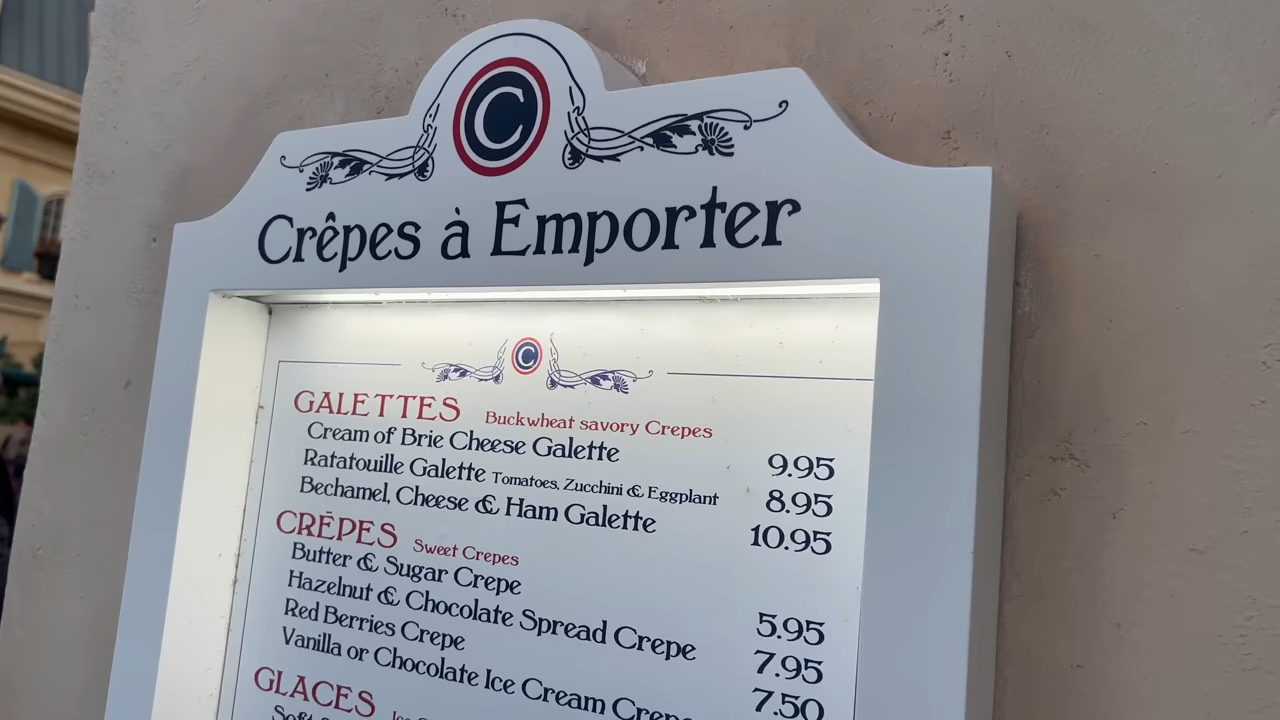 C
Crêpes à Emporter
C
GALETTES Buckwheat savory Crepes
Cream of Brie Cheese Galette 9.95
Ratatouille Galette Tomatoes, Zucchini & Eggplant 8.95
Bechamel, Cheese & Ham Galette 10.95
CRÊPES Sweet Crepes
Butter & Sugar Crepe 5.95
Hazelnut & Chocolate Spread Crepe 7.95
Red Berries Crepe 7.50
Vanilla or Chocolate Ice Cream Crepe
GLACES